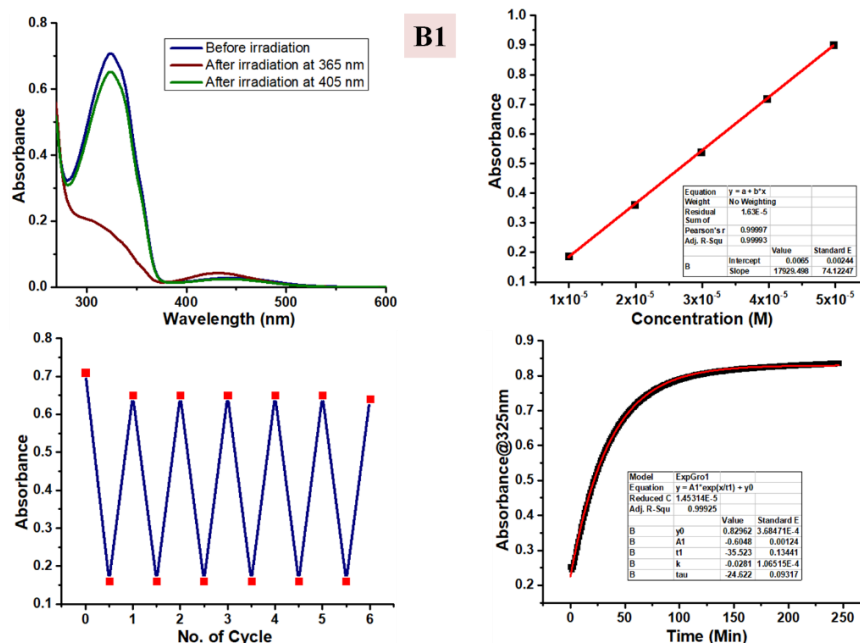 B1
0.8
0.6
0.4
0.2
0.0
Absorbance
Before irradiation
After irradiation at 365 nm
After irradiation at 405 nm
300 400 500 600
Wavelength (nm)
1.0
0.9
0.8
0.7
0.6
0.5
0.4
0.3
0.2
0.1
Absorbance
Equation y = a + b*x
Weight No Weighting
Residual Sum of 1.63E-5
Pearson's r 0.99997
Adj. R-Squ 0.99993
Value Standard E
B Intercept 0.0065 0.00244
Slope 17929.498 74.12247
1x10⁻⁵ 2x10⁻⁵ 3x10⁻⁵ 4x10⁻⁵ 5x10⁻⁵
Concentration (M)
0.8
0.7
0.6
0.5
0.4
0.3
0.2
0.1
Absorbance
0 1 2 3 4 5 6
No. of Cycle
0.9
0.8
0.7
0.6
0.5
0.4
0.3
0.2
Absorbance@325nm
Model ExpGro1
Equation y = A1*exp(x/t1) + y0
Reduced C 1.45314E-5
Adj. R-Squ 0.99925
Value Standard E
B y0 0.82962 3.68471E-4
B A1 -0.6048 0.00124
B t1 -35.523 0.13441
B k -0.0281 1.06515E-4
B tau -24.622 0.09317
0 50 100 150 200 250
Time (Min)